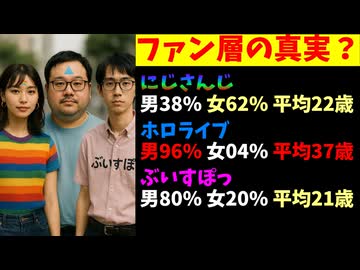 ファン層の真実？
にじさんじ
男38% 女62% 平均22歳
ホロライブ
男96% 女04% 平均37歳
ぶいすぽっ
男80% 女20% 平均21歳
ぶいすぽっ